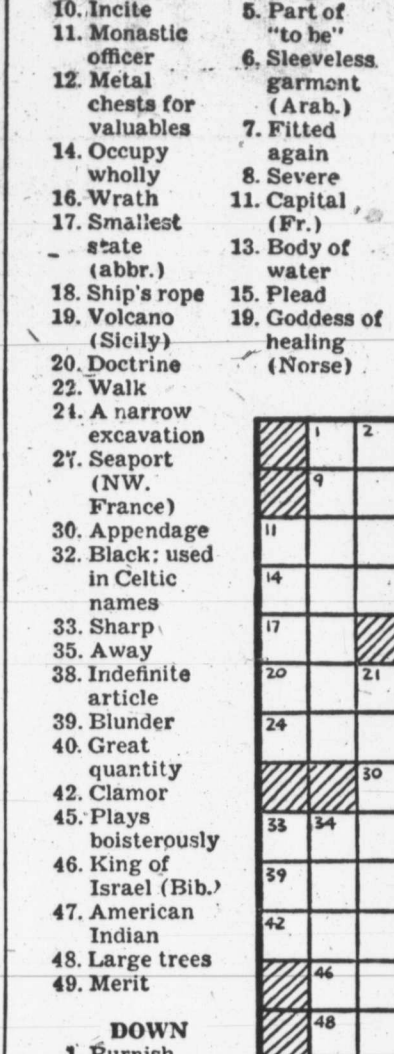 10. Incite
11. Monastic
officer
12. Metal
chests for
valuables
14. Occupy
wholly
16. Wrath
17. Smallest
state
(abbr.)
18. Ship's rope
19. Volcano
(Sicily)
20. Doctrine
22. Walk
24. A narrow
excavation
27. Seaport
(NW.
France)
30. Appendage
32. Black: used
in Celtic
names
33. Sharp
35. Away
38. Indefinite
article
39. Blunder
40. Great
quantity
42. Clamor
45. Plays
boisterously
46. King of
Israel (Bib.)
47. American
Indian
48. Large trees
49. Merit
DOWN
1. Burnish
5. Part of
"to be"
6. Sleeveless
garment
(Arab.)
7. Fitted
again
8. Severe
11. Capital
(Fr.)
13. Body of
water
15. Plead
19. Goddess of
healing
(Norse)
1 2
9
11
14
17
20 21
24
30
33 34
39
42
46
48